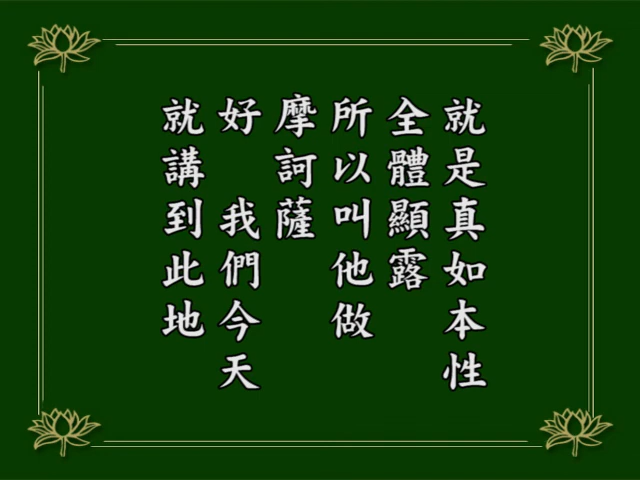 就是真如本性
全體顯露
所以叫他做
摩訶薩
好 我們今天
就講到此地